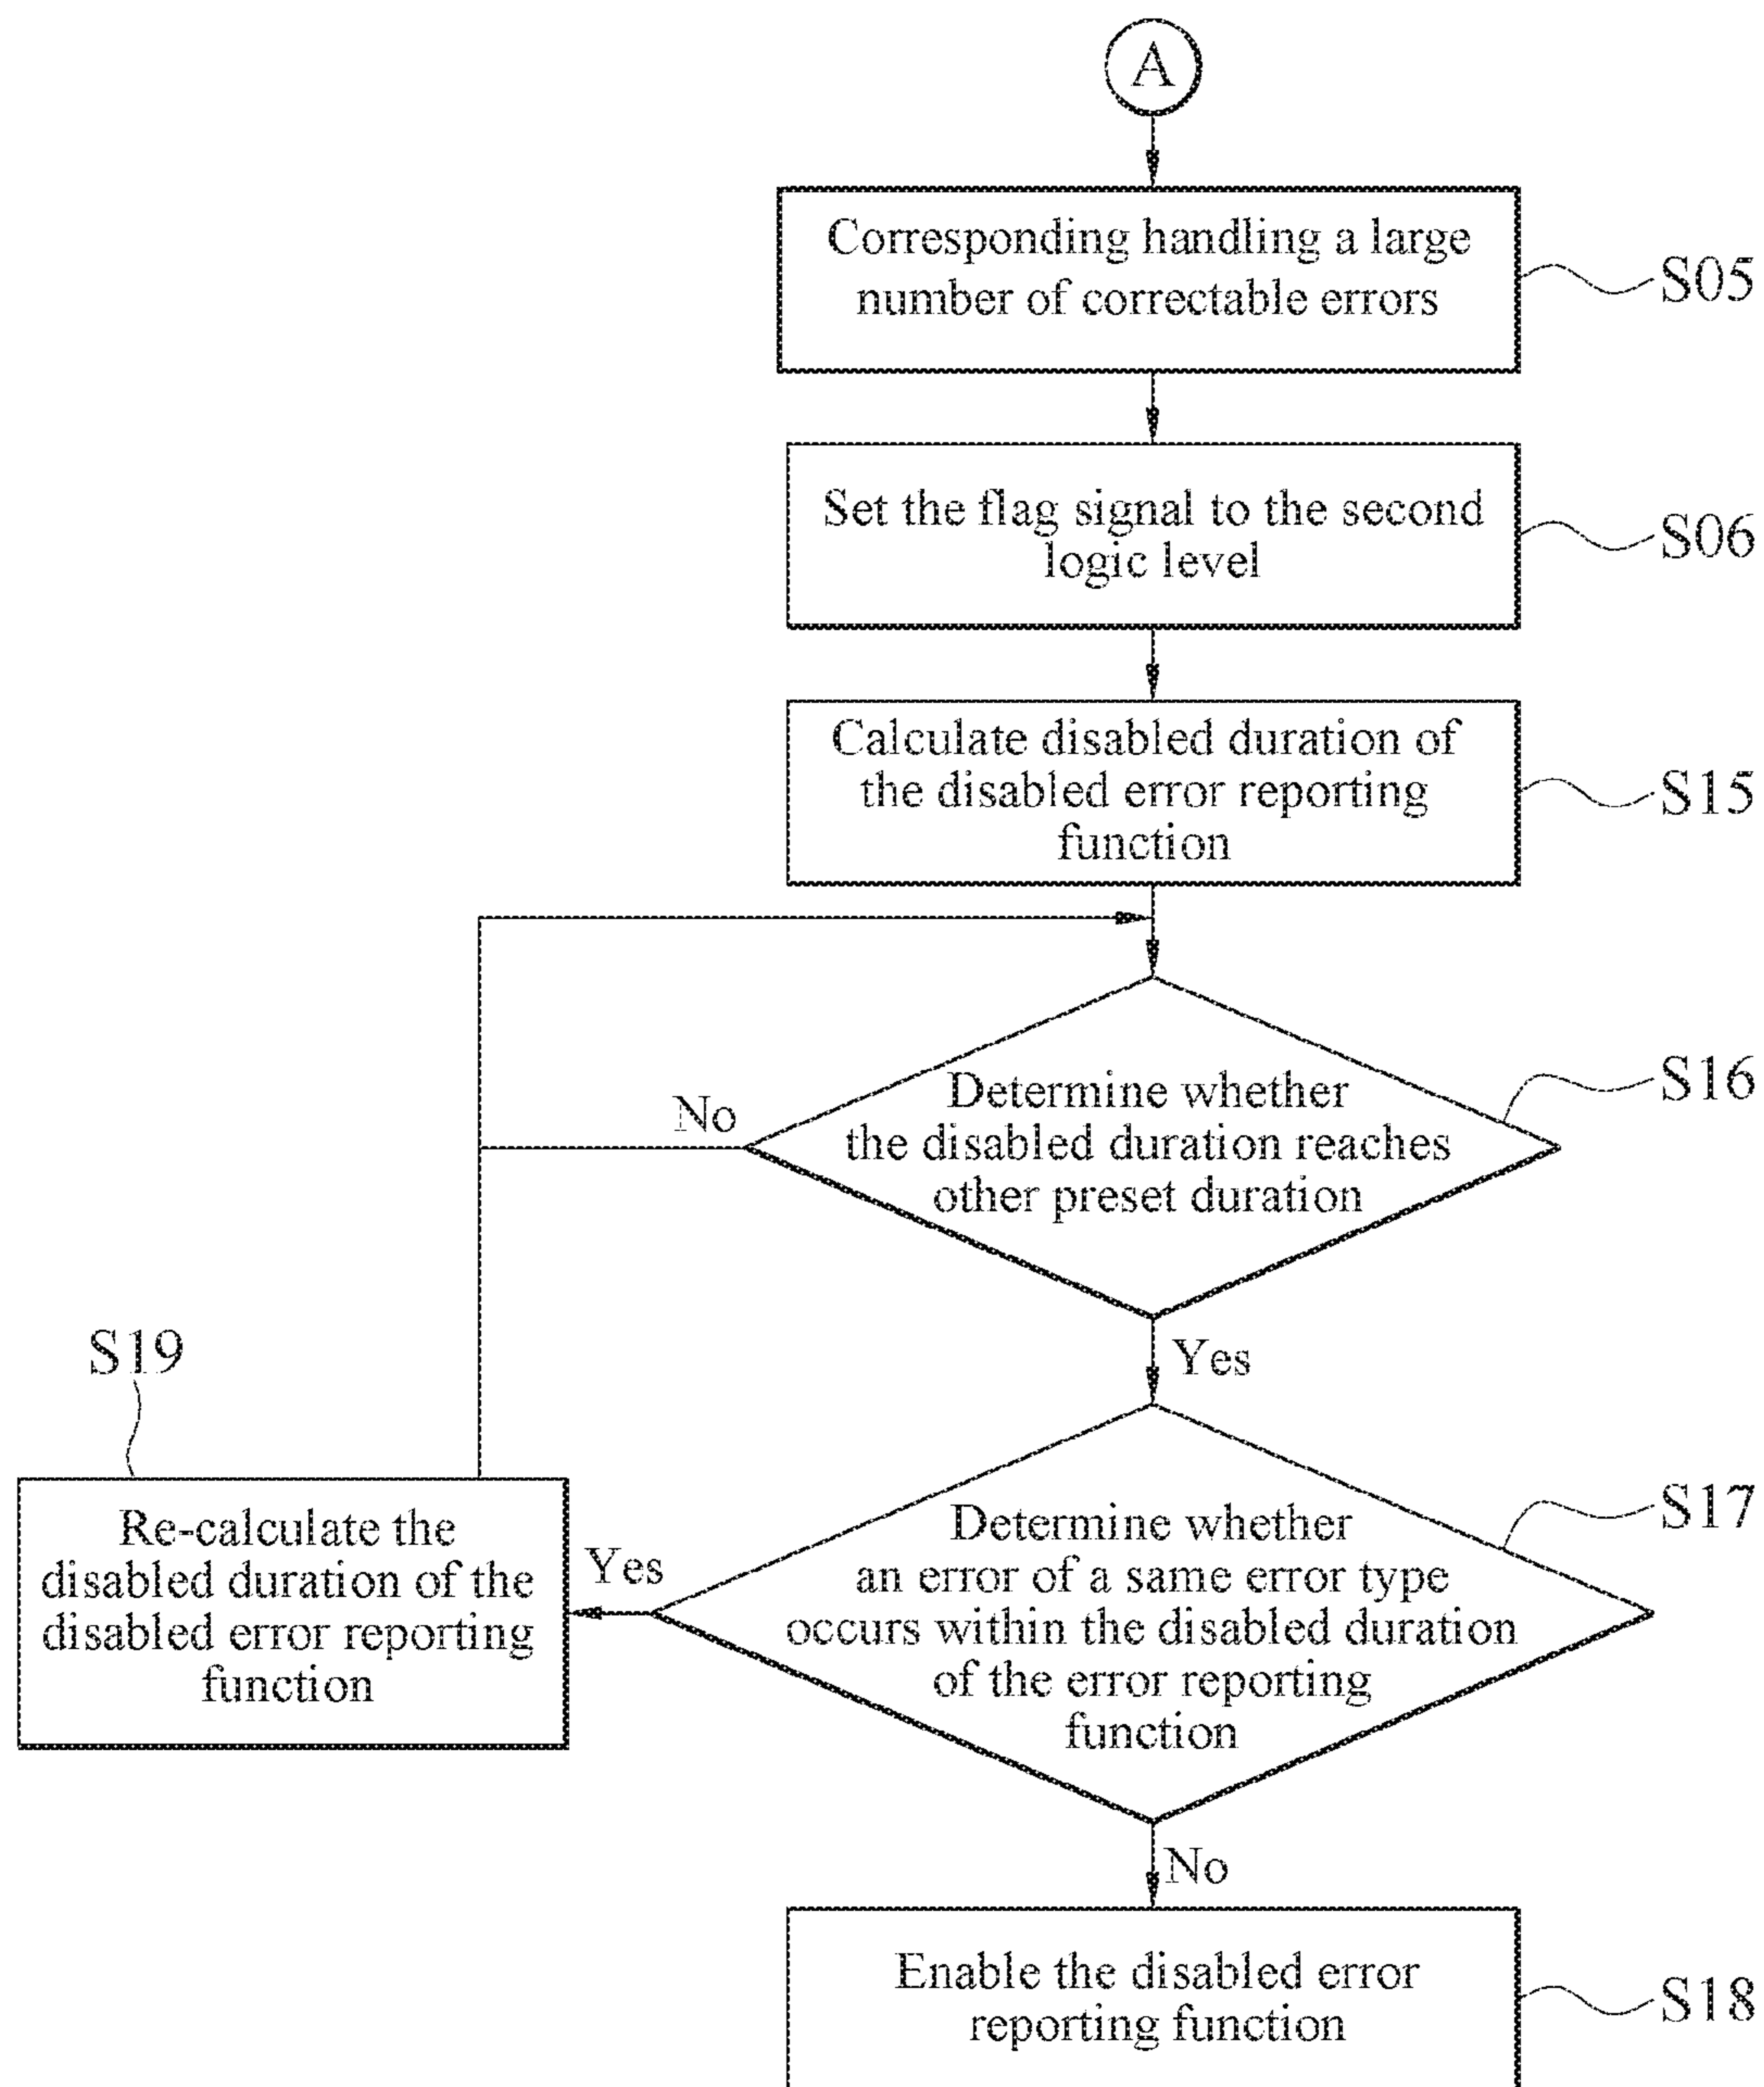 A
Corresponding handling a large
number of correctable errors
S05
Set the flag signal to the second
logic level
S06
Calculate disabled duration of
the disabled error reporting
function
S15
Determine whether
the disabled duration reaches
other preset duration
S16
No
Yes
Determine whether
an error of a same error type
occurs within the disabled duration
of the error reporting
function
S17
Yes
S19
Re-calculate the
disabled duration of the
disabled error reporting
function
No
Enable the disabled error
reporting function
S18